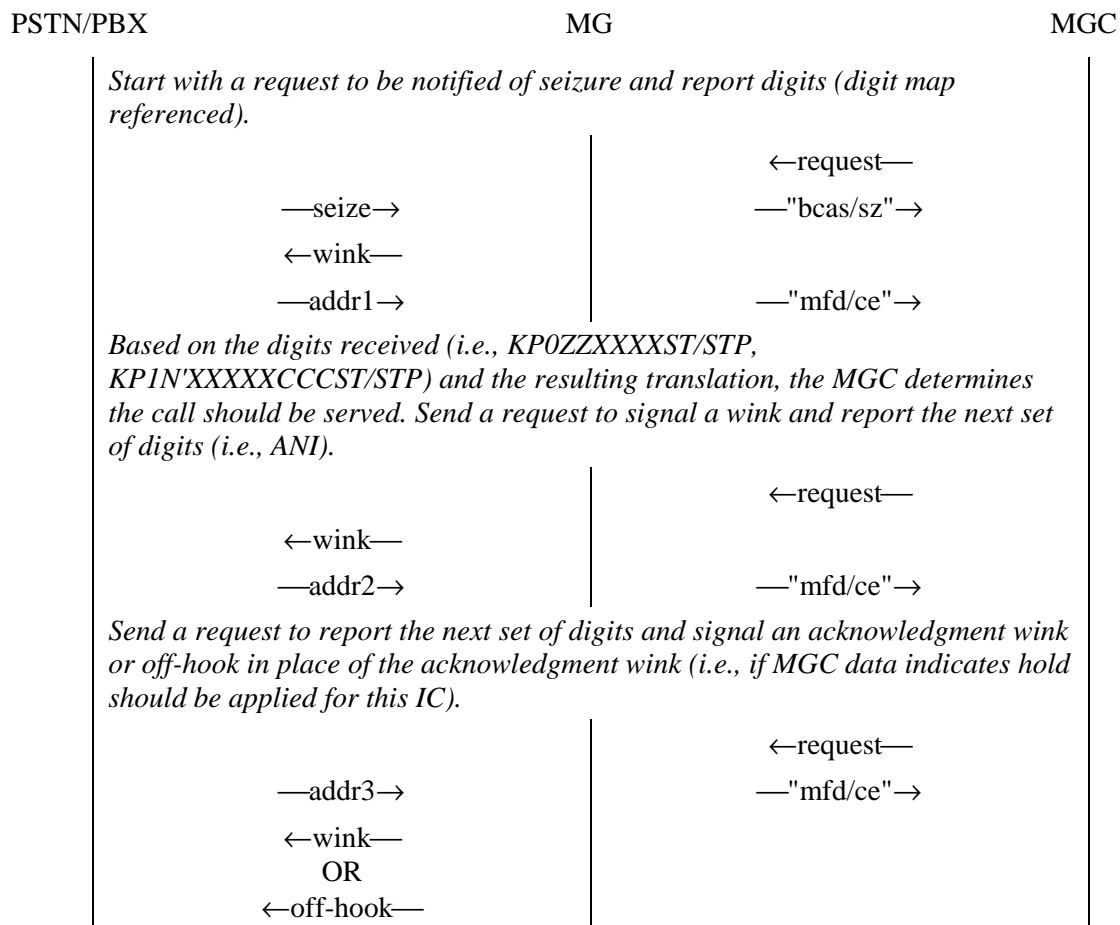 PSTN/PBX MG MGC
Start with a request to be notified of seizure and report digits (digit map
referenced).
←request—
—seize→ —"bcas/sz"→
←wink—
—addr1→ —"mfd/ce"→
Based on the digits received (i.e., KP0ZZXXXXST/STP,
KP1N'XXXXXCCCST/STP) and the resulting translation, the MGC determines
the call should be served. Send a request to signal a wink and report the next set
of digits (i.e., ANI).
←request—
←wink—
—addr2→ —"mfd/ce"→
Send a request to report the next set of digits and signal an acknowledgment wink
or off-hook in place of the acknowledgment wink (i.e., if MGC data indicates hold
should be applied for this IC).
←request—
—addr3→ —"mfd/ce"→
←wink—
OR
←off-hook—